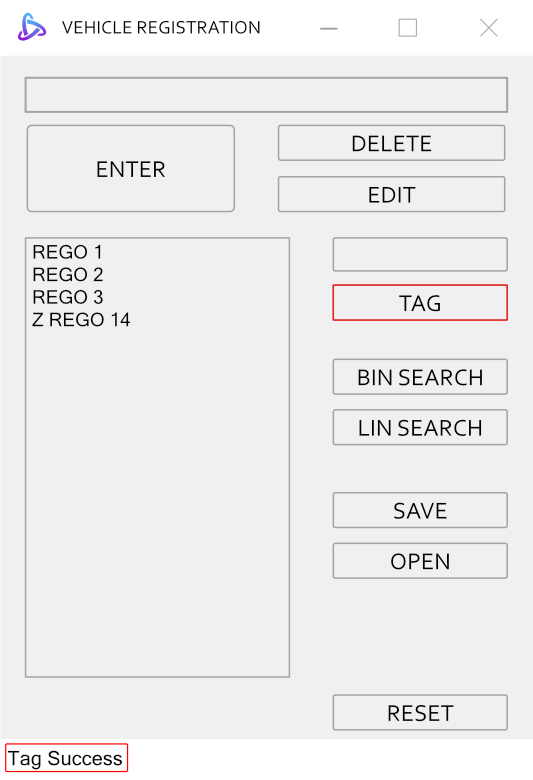 VEHICLE REGISTRATION
ENTER
DELETE
EDIT
REGO 1
REGO 2
REGO 3
Z REGO 14
TAG
BIN SEARCH
LIN SEARCH
SAVE
OPEN
RESET
Tag Success